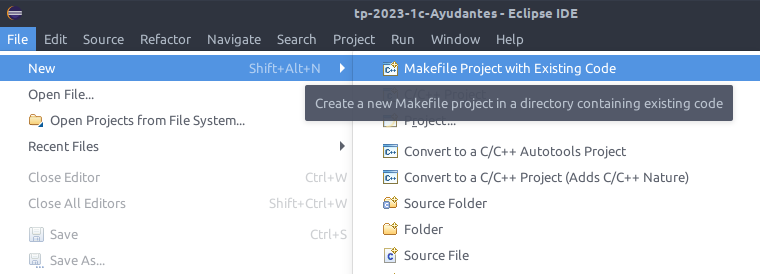 tp-2023-1c-Ayudantes - Eclipse IDE
File Edit Source Refactor Navigate Search Project Run Window Help
New Shift+Alt+N
Makefile Project with Existing Code
Create a new Makefile project in a directory containing existing code
Open File...
Open Projects from File System...
Project...
Recent Files
Convert to a C/C++ Autotools Project
Close Editor Ctrl+W
Convert to a C/C++ Project (Adds C/C++ Nature)
Close All Editors Shift+Ctrl+W
Source Folder
Save Ctrl+S
Folder
Save As...
Source File